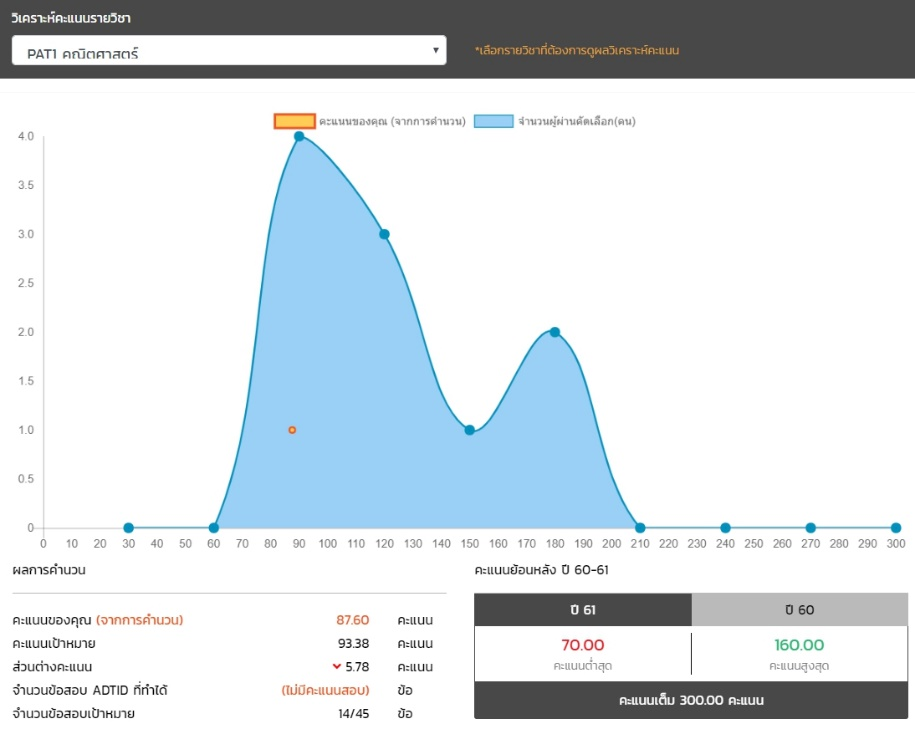 วิเคราะห์คะแนนรายวิชา
PAT1 คณิตศาสตร์
*เลือกรายวิชาที่ต้องการดูผลวิเคราะห์คะแนน
คะแนนของคุณ (จากการคำนวน) จำนวนผู้ผ่านคัดเลือก(คน)
4.0
3.5
3.0
2.5
2.0
1.5
1.0
0.5
0
0 10 20 30 40 50 60 70 80 90 100 110 120 130 140 150 160 170 180 190 200 210 220 230 240 250 260 270 280 290 300
ผลการคำนวน
คะแนนของคุณ (จากการคำนวน) 87.60 คะแนน
คะแนนเป้าหมาย 93.38 คะแนน
ส่วนต่างคะแนน 5.78 คะแนน
จำนวนข้อสอบ ADTID ที่ทำได้ (ไม่มีคะแนนสอบ) ข้อ
จำนวนข้อสอบเป้าหมาย 14/45 ข้อ
คะแนนย้อนหลัง ปี 60-61
ปี 61 ปี 60
70.00 160.00
คะแนนต่ำสุด คะแนนสูงสุด
คะแนนเต็ม 300.00 คะแนน